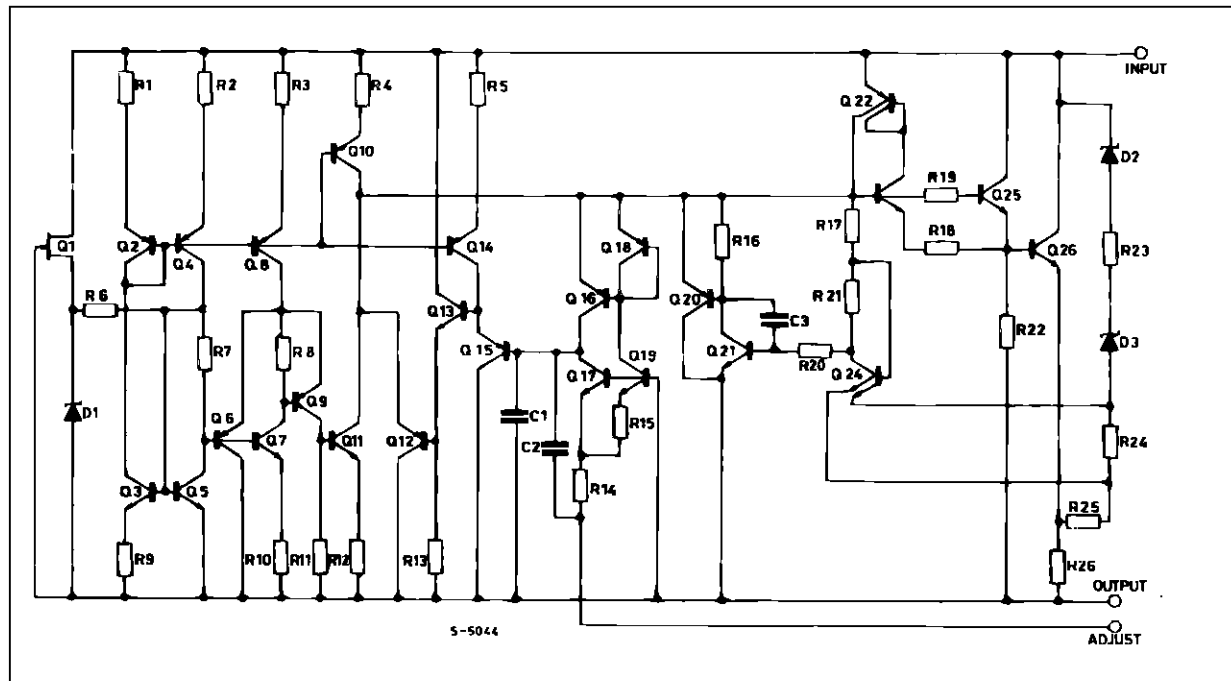 INPUT
R1
R2
R3
R4
R5
Q22
D2
Q10
R19
Q25
R17
R18
Q1
Q2
Q4
Q8
Q14
Q18
R16
Q26
R23
R6
Q16
Q20
R21
Q13
C3
R22
D3
R7
R8
Q15
Q19
Q21
R20
Q24
D1
Q6
Q9
Q17
C1
R15
R24
Q7
Q11
Q12
C2
Q3
Q5
R14
R25
R9
R10
R11
R12
R13
R26
OUTPUT
S-5044
ADJUST